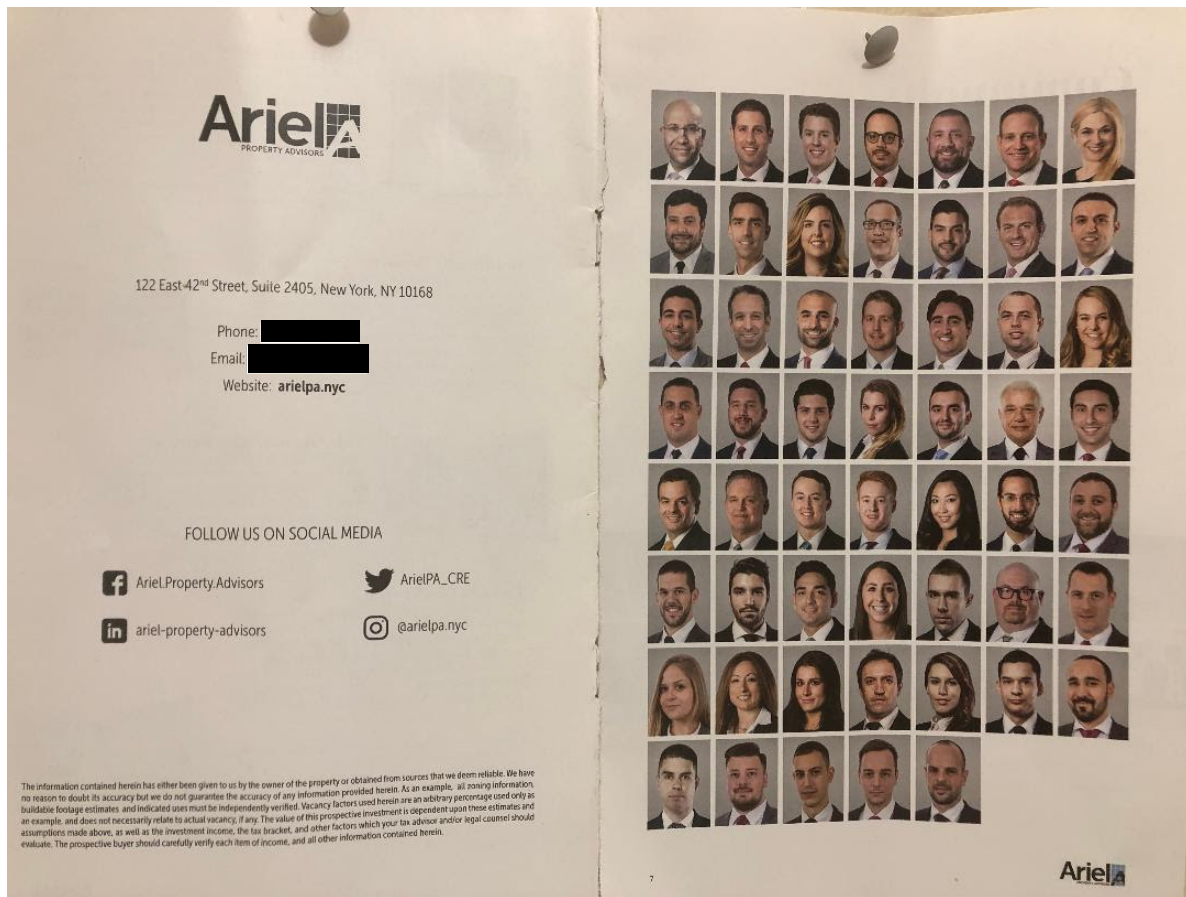 Ariel A
PROPERTY ADVISORS
122 East 42nd Street, Suite 2405, New York, NY 10168
Phone:
Email:
Website: arielpa.nyc
FOLLOW US ON SOCIAL MEDIA
Ariel.Property.Advisors
ArielPA_CRE
ariel-property-advisors
@arielpa.nyc
The information contained herein has either been given to us by the owner of the property or obtained from sources that we deem reliable. We have
no reason to doubt its accuracy but we do not guarantee the accuracy of any information provided herein. As an example, all zoning information,
buildable footage estimates and indicated uses must be independently verified. Vacancy factors used herein are an arbitrary percentage used only as
an example, and does not necessarily relate to actual vacancy, if any. The value of this prospective investment is dependent upon these estimates and
assumptions made above, as well as the investment income, the tax bracket, and other factors which your tax advisor and/or legal counsel should
evaluate. The prospective buyer should carefully verify each item of income, and all other information contained herein.
7
Ariel A
PROPERTY ADVISORS